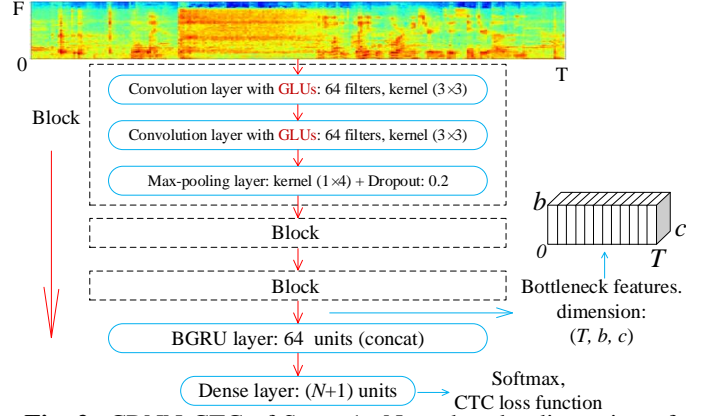 F
0
T
Block
Convolution layer with GLUs: 64 filters, kernel (3×3)
Convolution layer with GLUs: 64 filters, kernel (3×3)
Max-pooling layer: kernel (1×4) + Dropout: 0.2
Block
Block
b
0
T
c
Bottleneck features.
dimension:
(T, b, c)
BGRU layer: 64 units (concat)
Dense layer: (N+1) units
Softmax,
CTC loss function